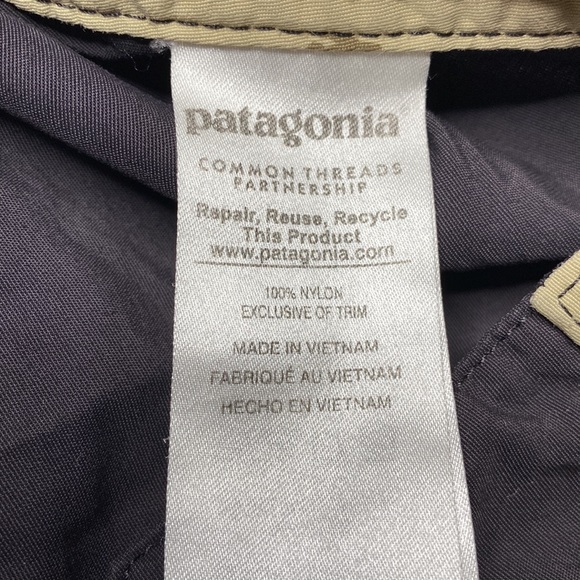 patagonia
COMMON THREADS
PARTNERSHIP
Repair, Reuse, Recycle
This Product
www.patagonia.com
100% NYLON
EXCLUSIVE OF TRIM
MADE IN VIETNAM
FABRIQUÉ AU VIETNAM
HECHO EN VIETNAM